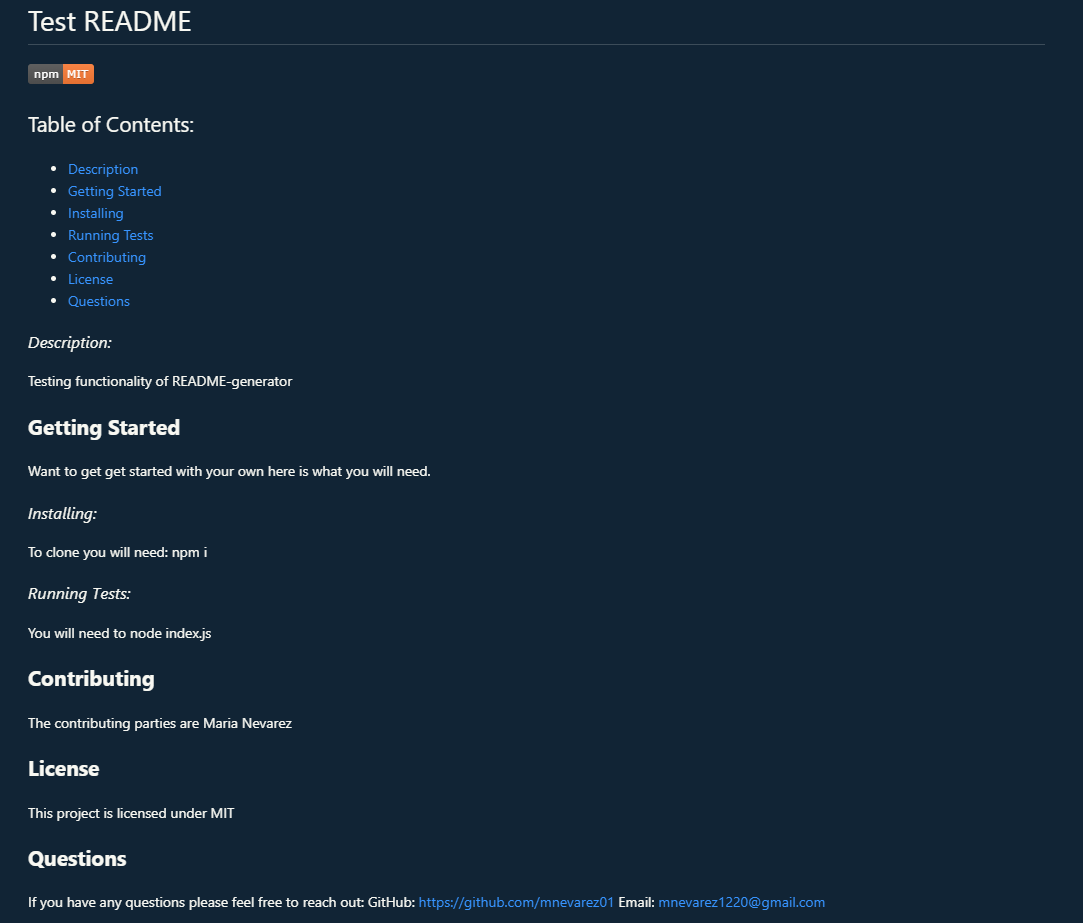 Test README
npm MIT
Table of Contents:
Description
Getting Started
Installing
Running Tests
Contributing
License
Questions
Description:
Testing functionality of README-generator
Getting Started
Want to get get started with your own here is what you will need.
Installing:
To clone you will need: npm i
Running Tests:
You will need to node index.js
Contributing
The contributing parties are Maria Nevarez
License
This project is licensed under MIT
Questions
If you have any questions please feel free to reach out: GitHub: https://github.com/mnevarez01 Email: mnevarez1220@gmail.com